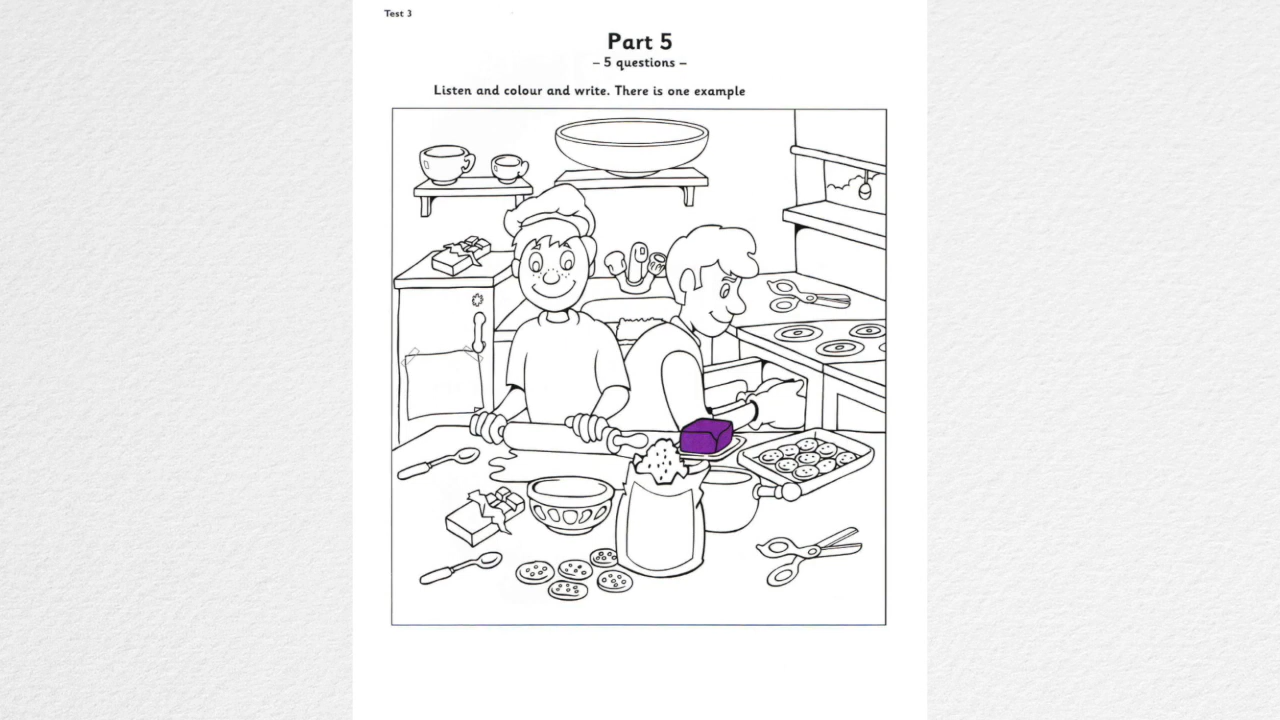 Test 3
Part 5
– 5 questions –
Listen and colour and write. There is one example